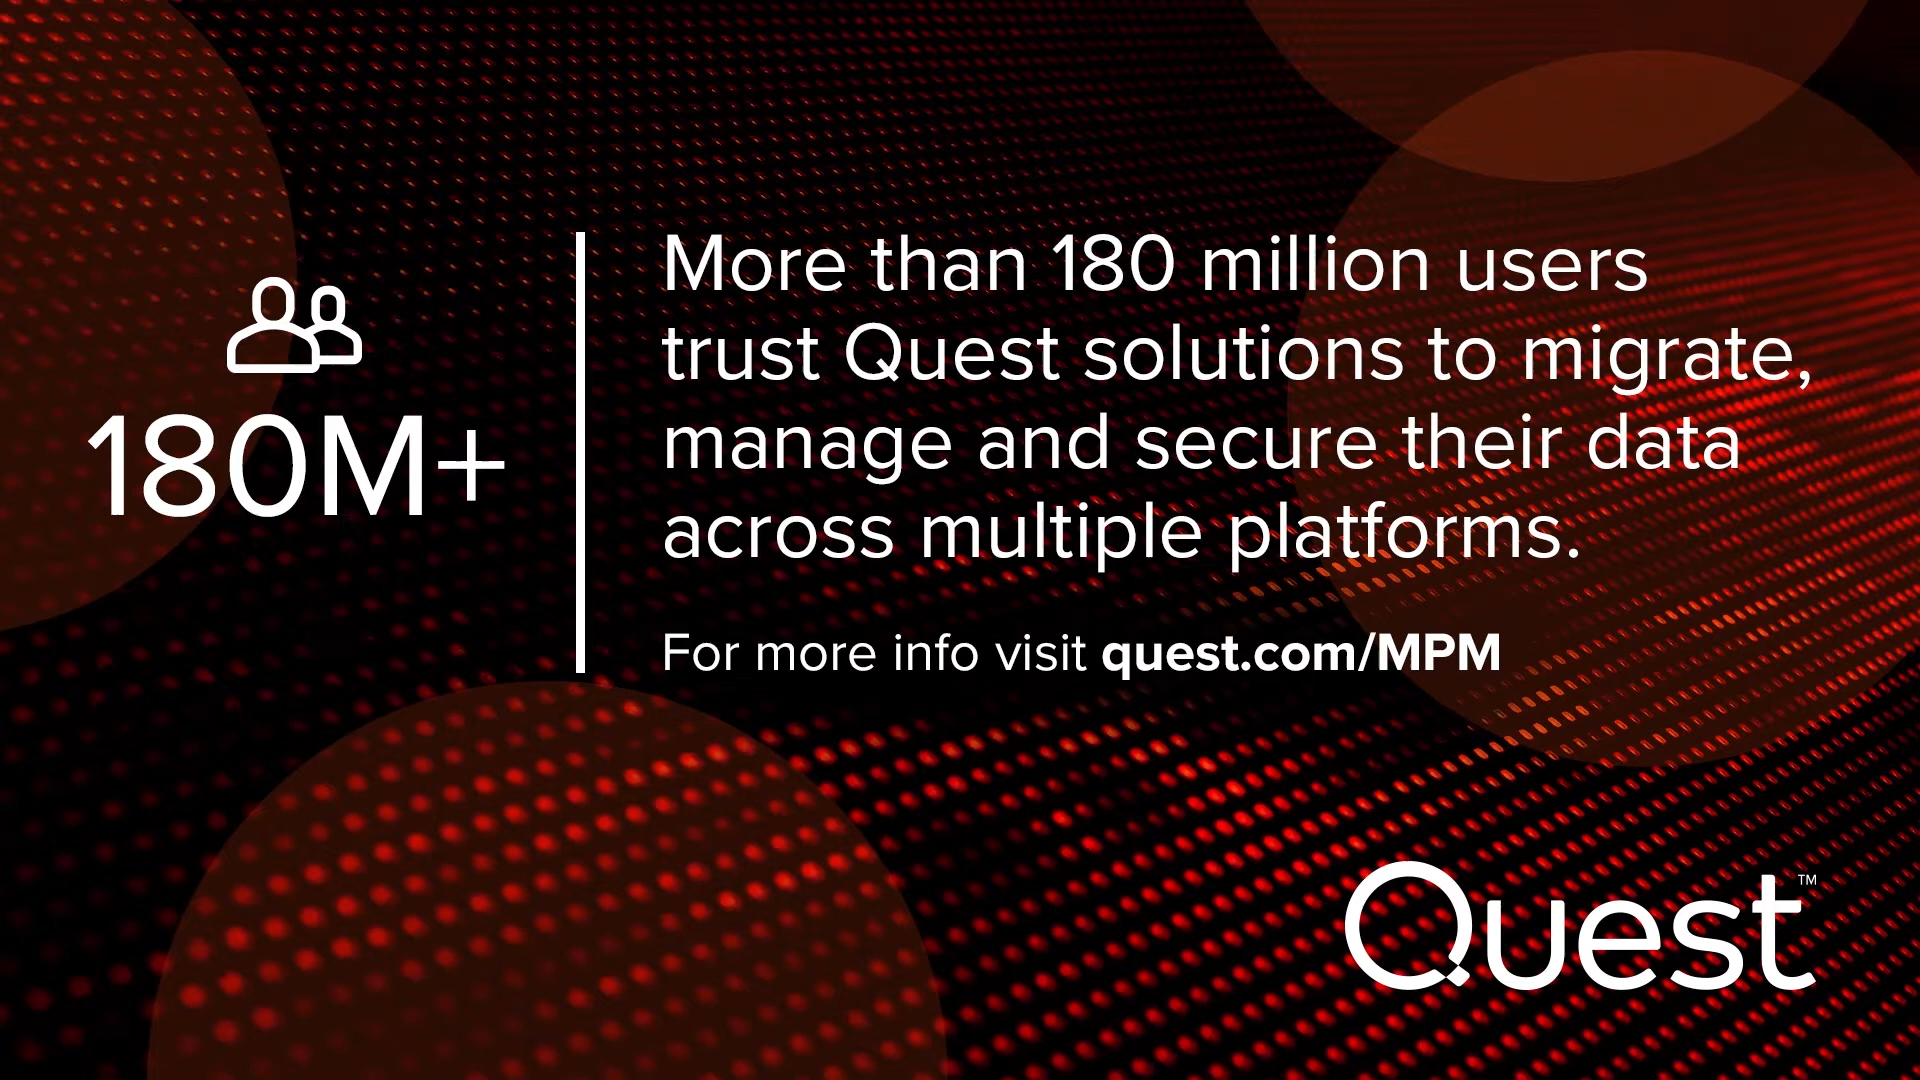 180M+
More than 180 million users
trust Quest solutions to migrate,
manage and secure their data
across multiple platforms.
For more info visit quest.com/MPM
Quest™